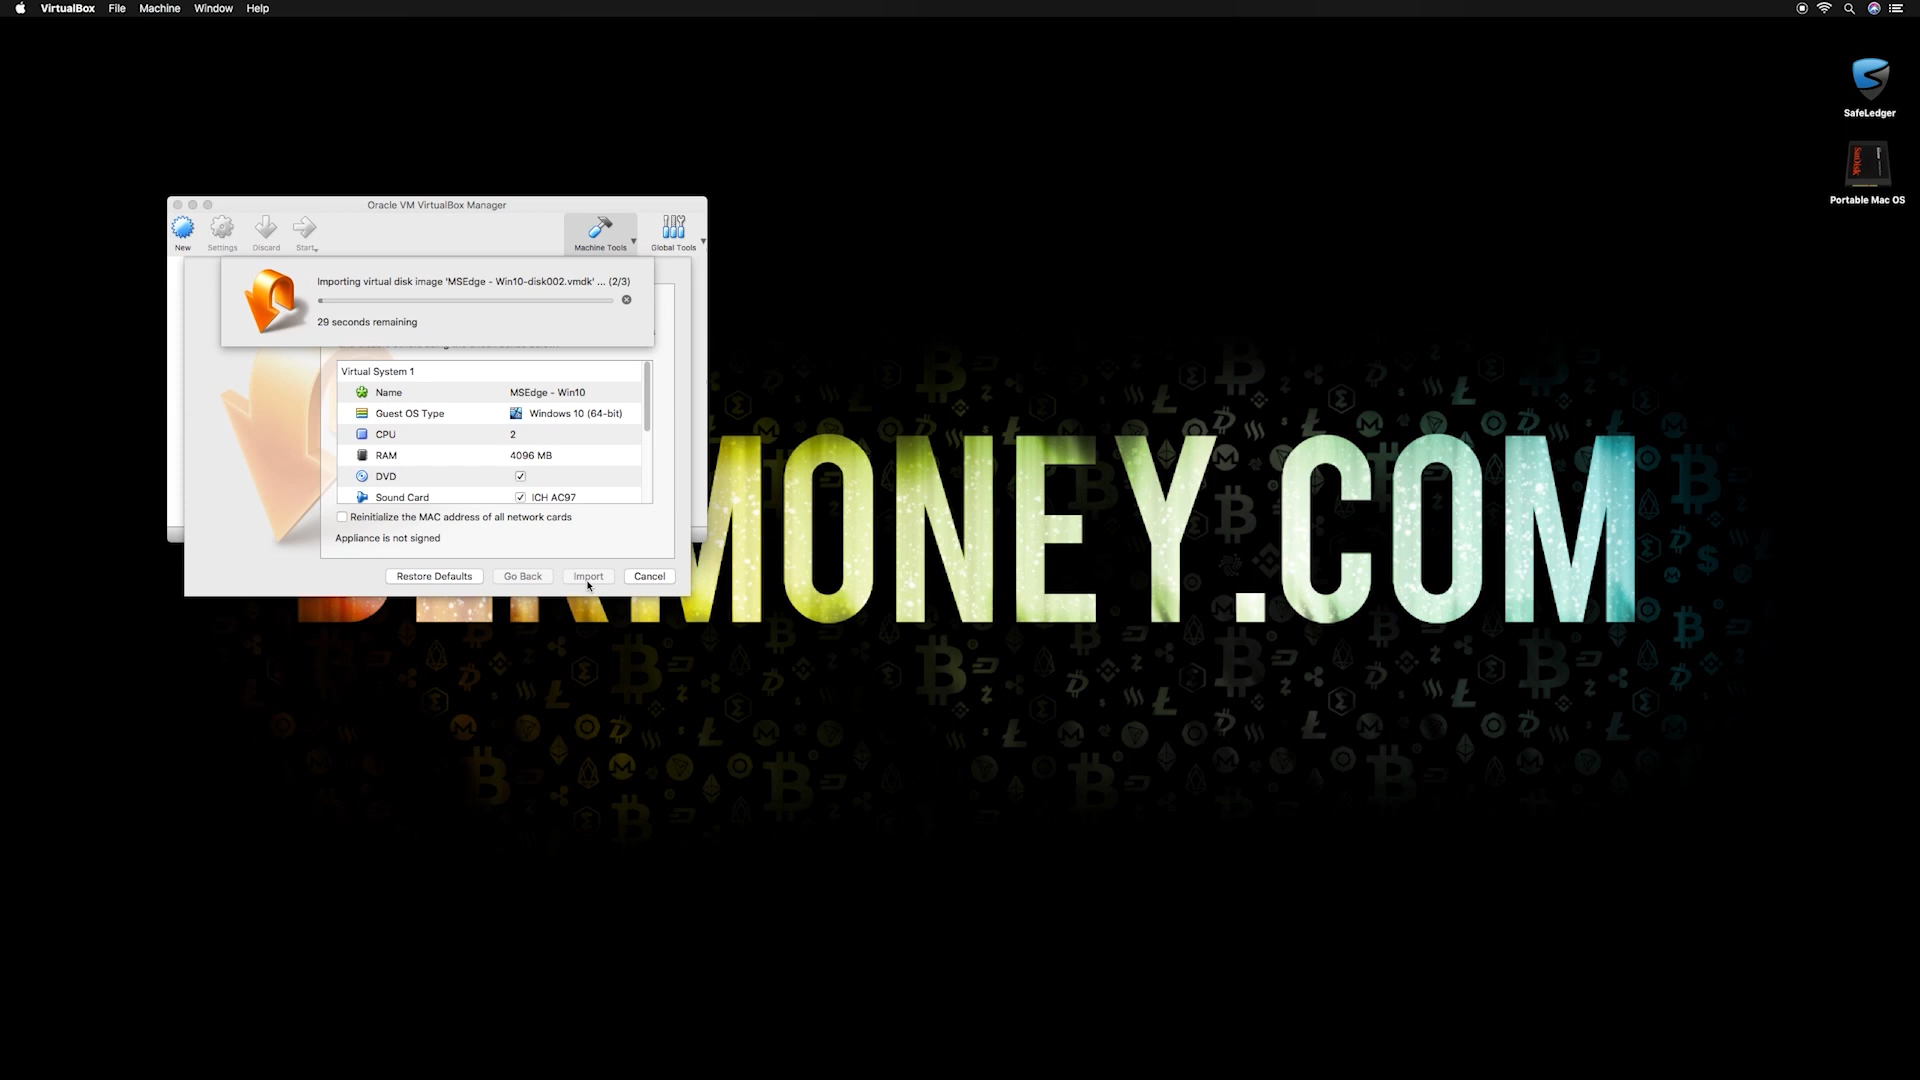 VirtualBox File Machine Window Help
SafeLedger
Portable Mac OS
Oracle VM VirtualBox Manager
New Settings Discard Start Machine Tools Global Tools
Importing virtual disk image 'MSEdge - Win10-disk002.vmdk' ... (2/3)
29 seconds remaining
Virtual System 1
Name MSEdge - Win10
Guest OS Type Windows 10 (64-bit)
CPU 2
RAM 4096 MB
DVD
Sound Card ICH AC97
Reinitialize the MAC address of all network cards
Appliance is not signed
Restore Defaults Go Back Import Cancel
MONEY.COM